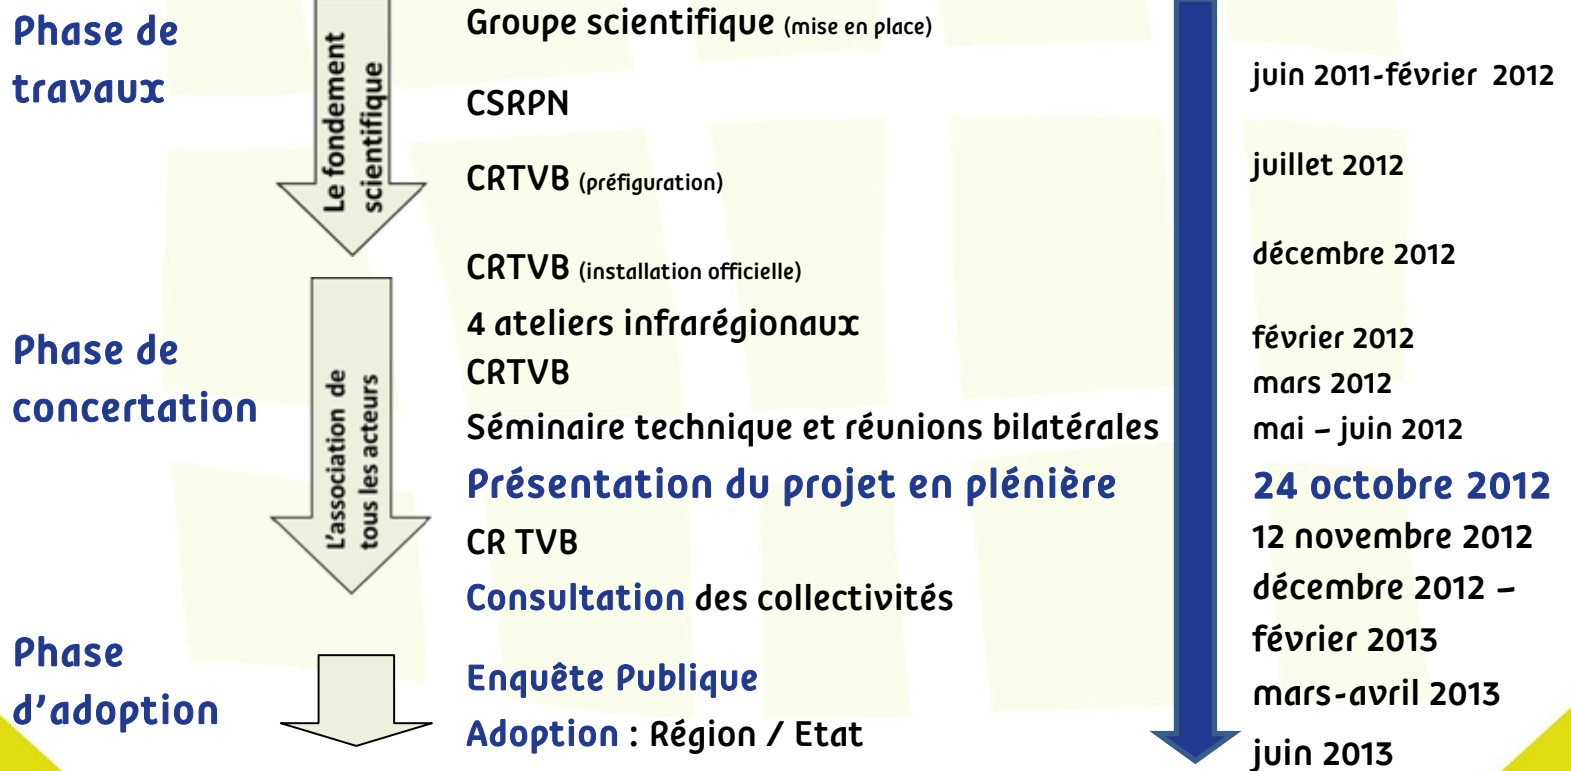 Phase de
travaux
Le fondement
scientifique
Groupe scientifique (mise en place)
CSRPN
CRTVB (préfiguration)
juin 2011-février 2012
juillet 2012
Phase de
concertation
L'association de
tous les acteurs
CRTVB (installation officielle)
4 ateliers infrarégionaux
CRTVB
Séminaire technique et réunions bilatérales
Présentation du projet en plénière
CR TVB
Consultation des collectivités
décembre 2012
février 2012
mars 2012
mai – juin 2012
24 octobre 2012
12 novembre 2012
décembre 2012 –
février 2013
Phase
d'adoption
Enquête Publique
Adoption : Région / Etat
mars-avril 2013
juin 2013